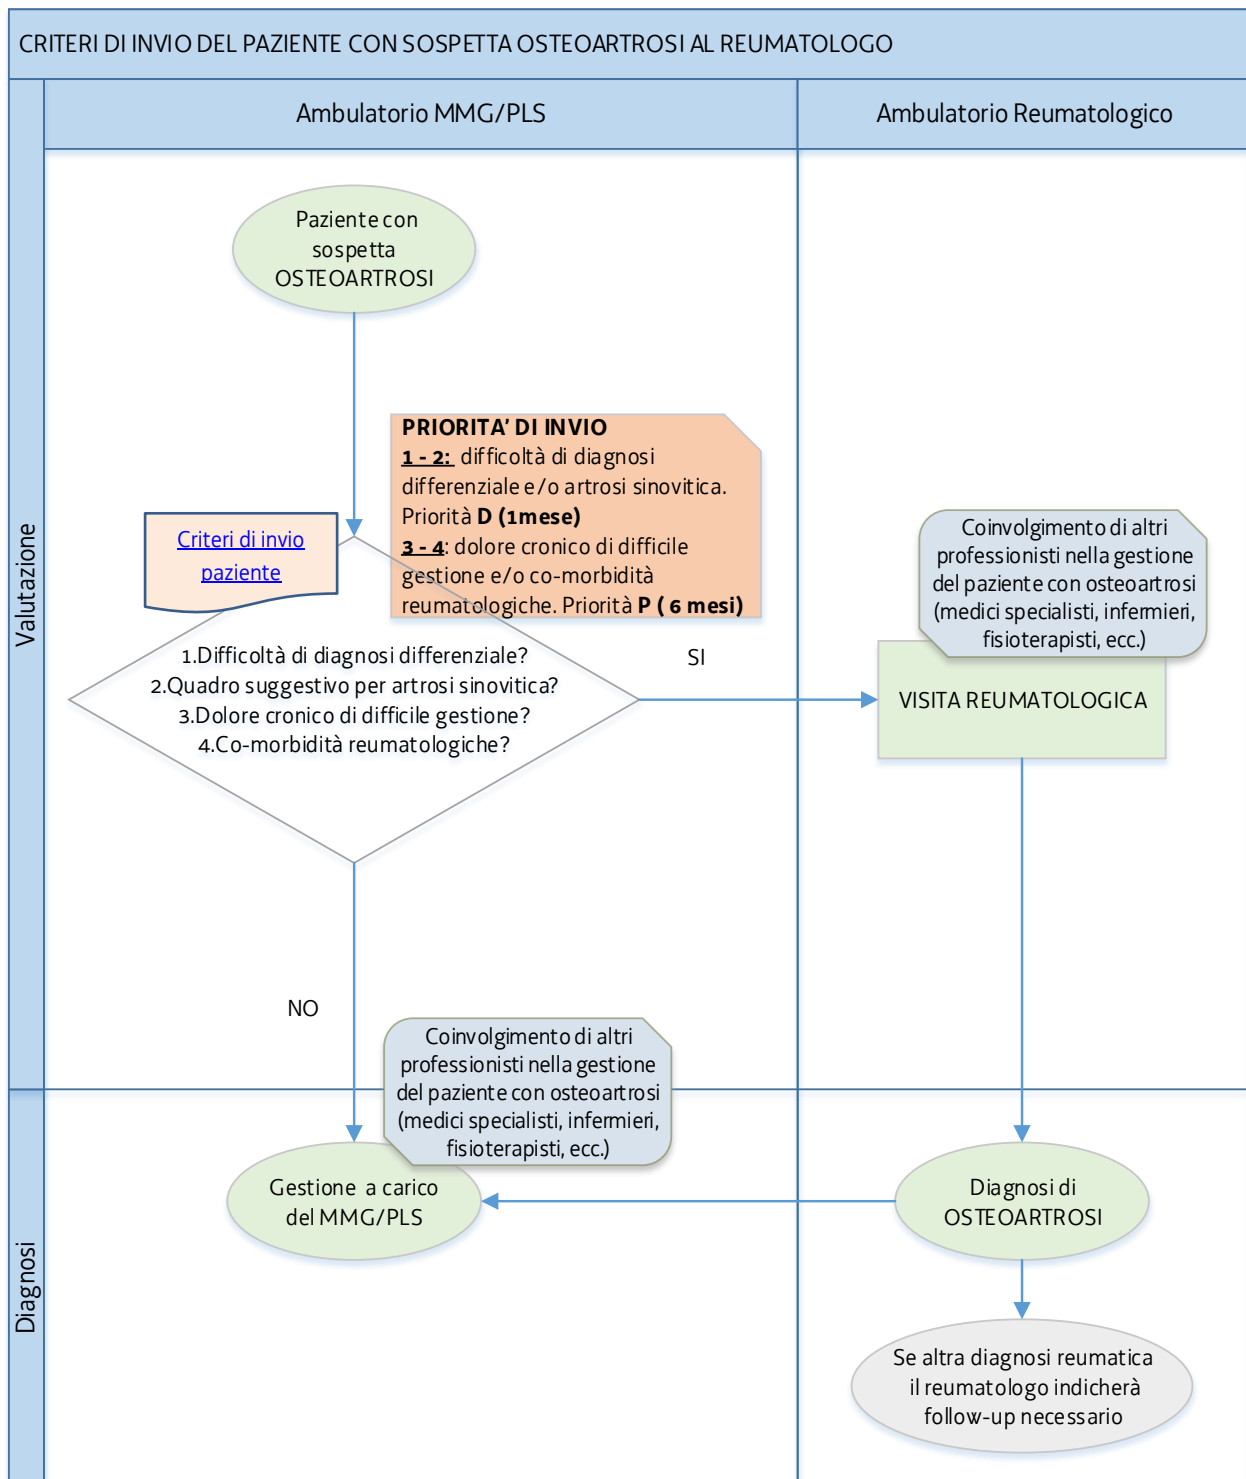 CRITERI DI INVIO DEL PAZIENTE CON SOSPETTA OSTEOARTROSI AL REUMATOLOGO
Ambulatorio MMG/PLS
Ambulatorio Reumatologico
Valutazione
Paziente con
sospetta
OSTEOARTROSI
PRIORITA' DI INVIO
1 - 2: difficoltà di diagnosi
differenziale e/o artrosi sinovitica.
Priorità D (1mese)
3 - 4: dolore cronico di difficile
gestione e/o co-morbidità
reumatologiche. Priorità P ( 6 mesi)
Criteri di invio
paziente
1.Difficoltà di diagnosi differenziale?
2.Quadro suggestivo per artrosi sinovitica?
3.Dolore cronico di difficile gestione?
4.Co-morbidità reumatologiche?
SI
Coinvolgimento di altri
professionisti nella gestione
del paziente con osteoartrosi
(medici specialisti, infermieri,
fisioterapisti, ecc.)
VISITA REUMATOLOGICA
NO
Coinvolgimento di altri
professionisti nella gestione
del paziente con osteoartrosi
(medici specialisti, infermieri,
fisioterapisti, ecc.)
Diagnosi
Gestione a carico
del MMG/PLS
Diagnosi di
OSTEOARTROSI
Se altra diagnosi reumatica
il reumatologo indicherà
follow-up necessario